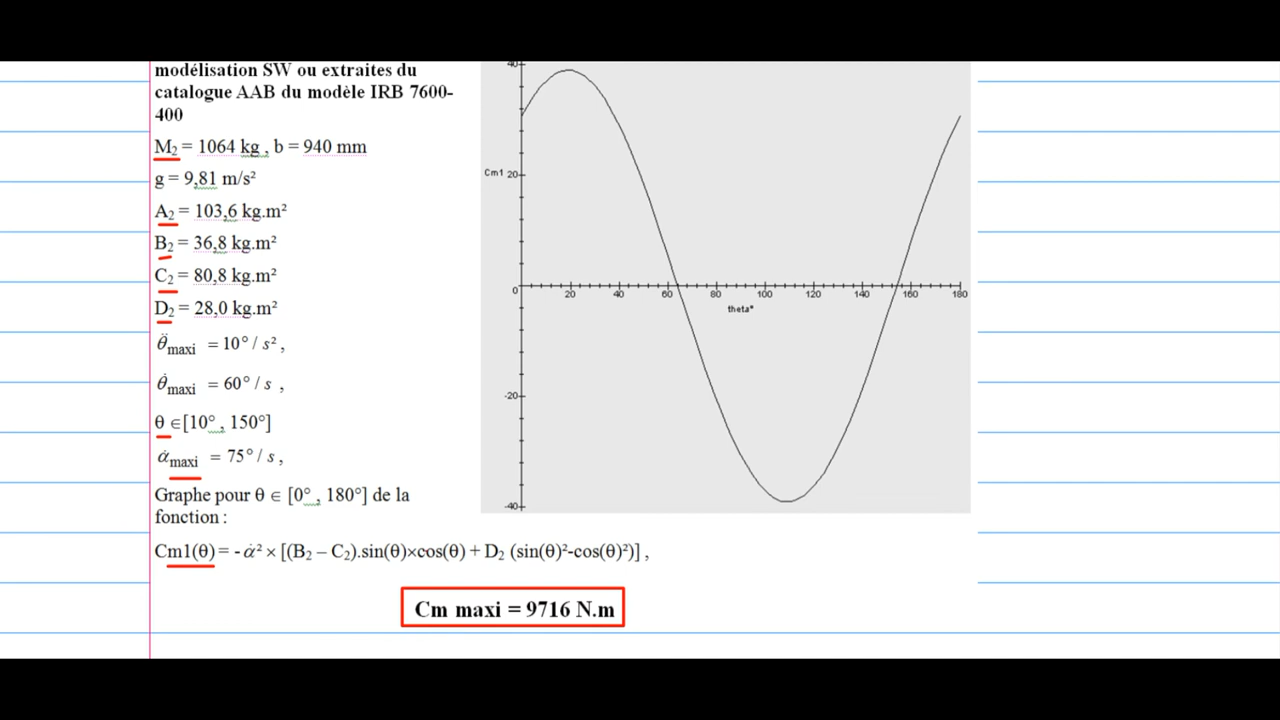 modélisation SW ou extraites du
catalogue AAB du modèle IRB 7600-
400
M₂ = 1064 kg , b = 940 mm
g = 9,81 m/s²
A₂ = 103,6 kg.m²
B₂ = 36,8 kg.m²
C₂ = 80,8 kg.m²
D₂ = 28,0 kg.m²
θ̈maxi = 10° / s² ,
θ̇maxi = 60° / s ,
θ ∈[10° , 150°]
α̇maxi = 75° / s ,
Graphe pour θ ∈ [0° , 180°] de la
fonction :
Cm1(θ) = - α̇² × [(B₂ – C₂).sin(θ)×cos(θ) + D₂ (sin(θ)²-cos(θ)²)] ,
Cm maxi = 9716 N.m
40
Cm1 20
0 20 40 60 80 100 120 140 160 180
theta°
-20
-40